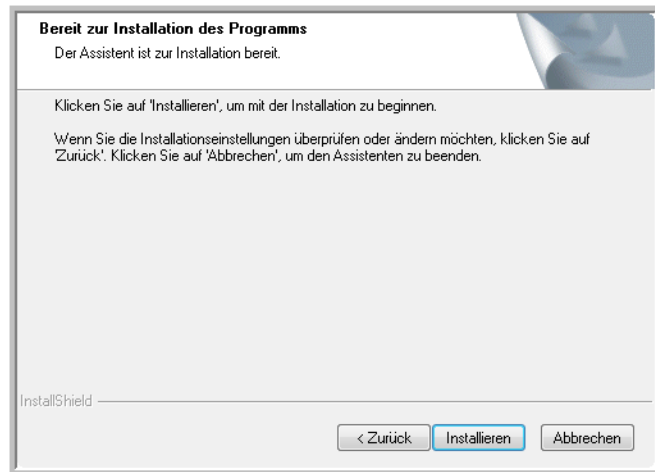 Bereit zur Installation des Programms
Der Assistent ist zur Installation bereit.
Klicken Sie auf 'Installieren', um mit der Installation zu beginnen.
Wenn Sie die Installationseinstellungen überprüfen oder ändern möchten, klicken Sie auf
'Zurück'. Klicken Sie auf 'Abbrechen', um den Assistenten zu beenden.
InstallShield
< Zurück Installieren Abbrechen